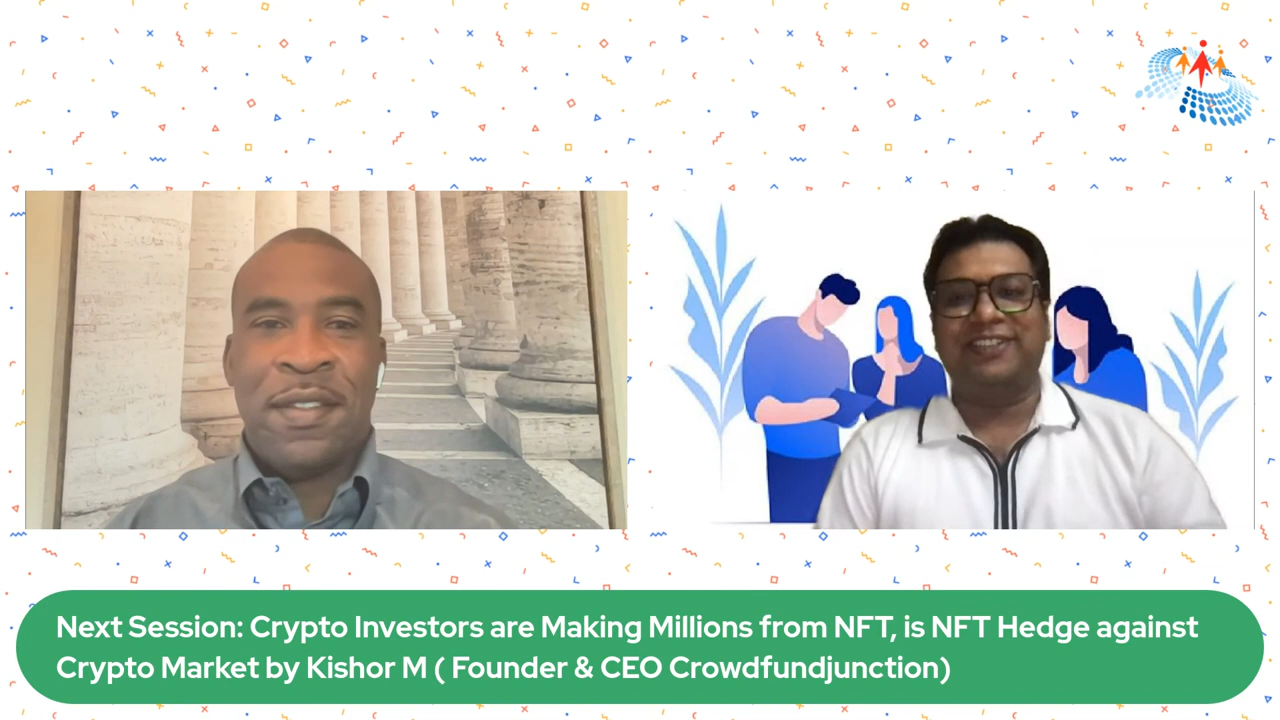 Next Session: Crypto Investors are Making Millions from NFT, is NFT Hedge against
Crypto Market by Kishor M ( Founder & CEO Crowdfundjunction)